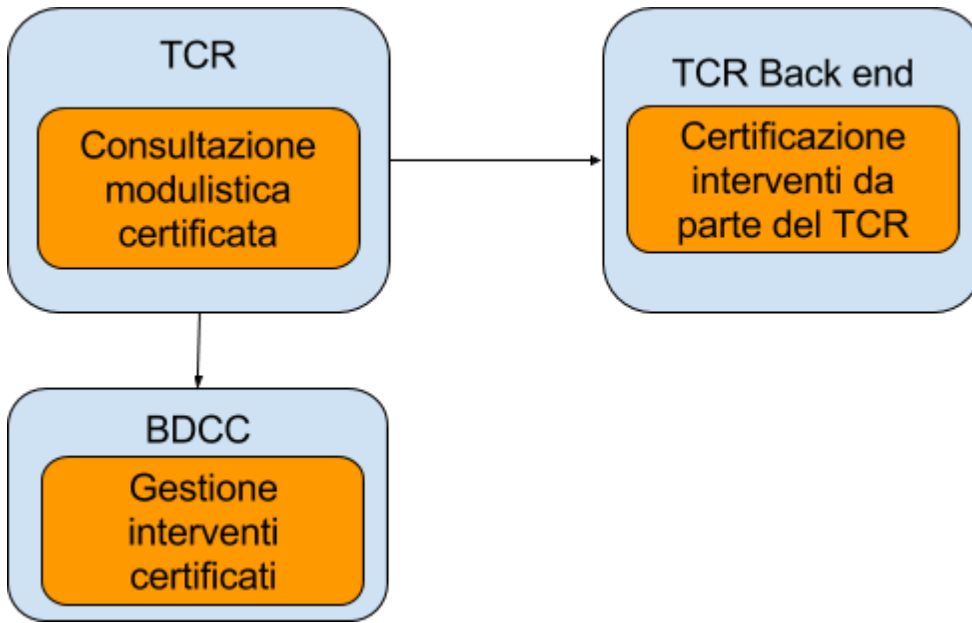 TCR
Consultazione
modulistica
certificata
TCR Back end
Certificazione
interventi da
parte del TCR
BDCC
Gestione
interventi
certificati